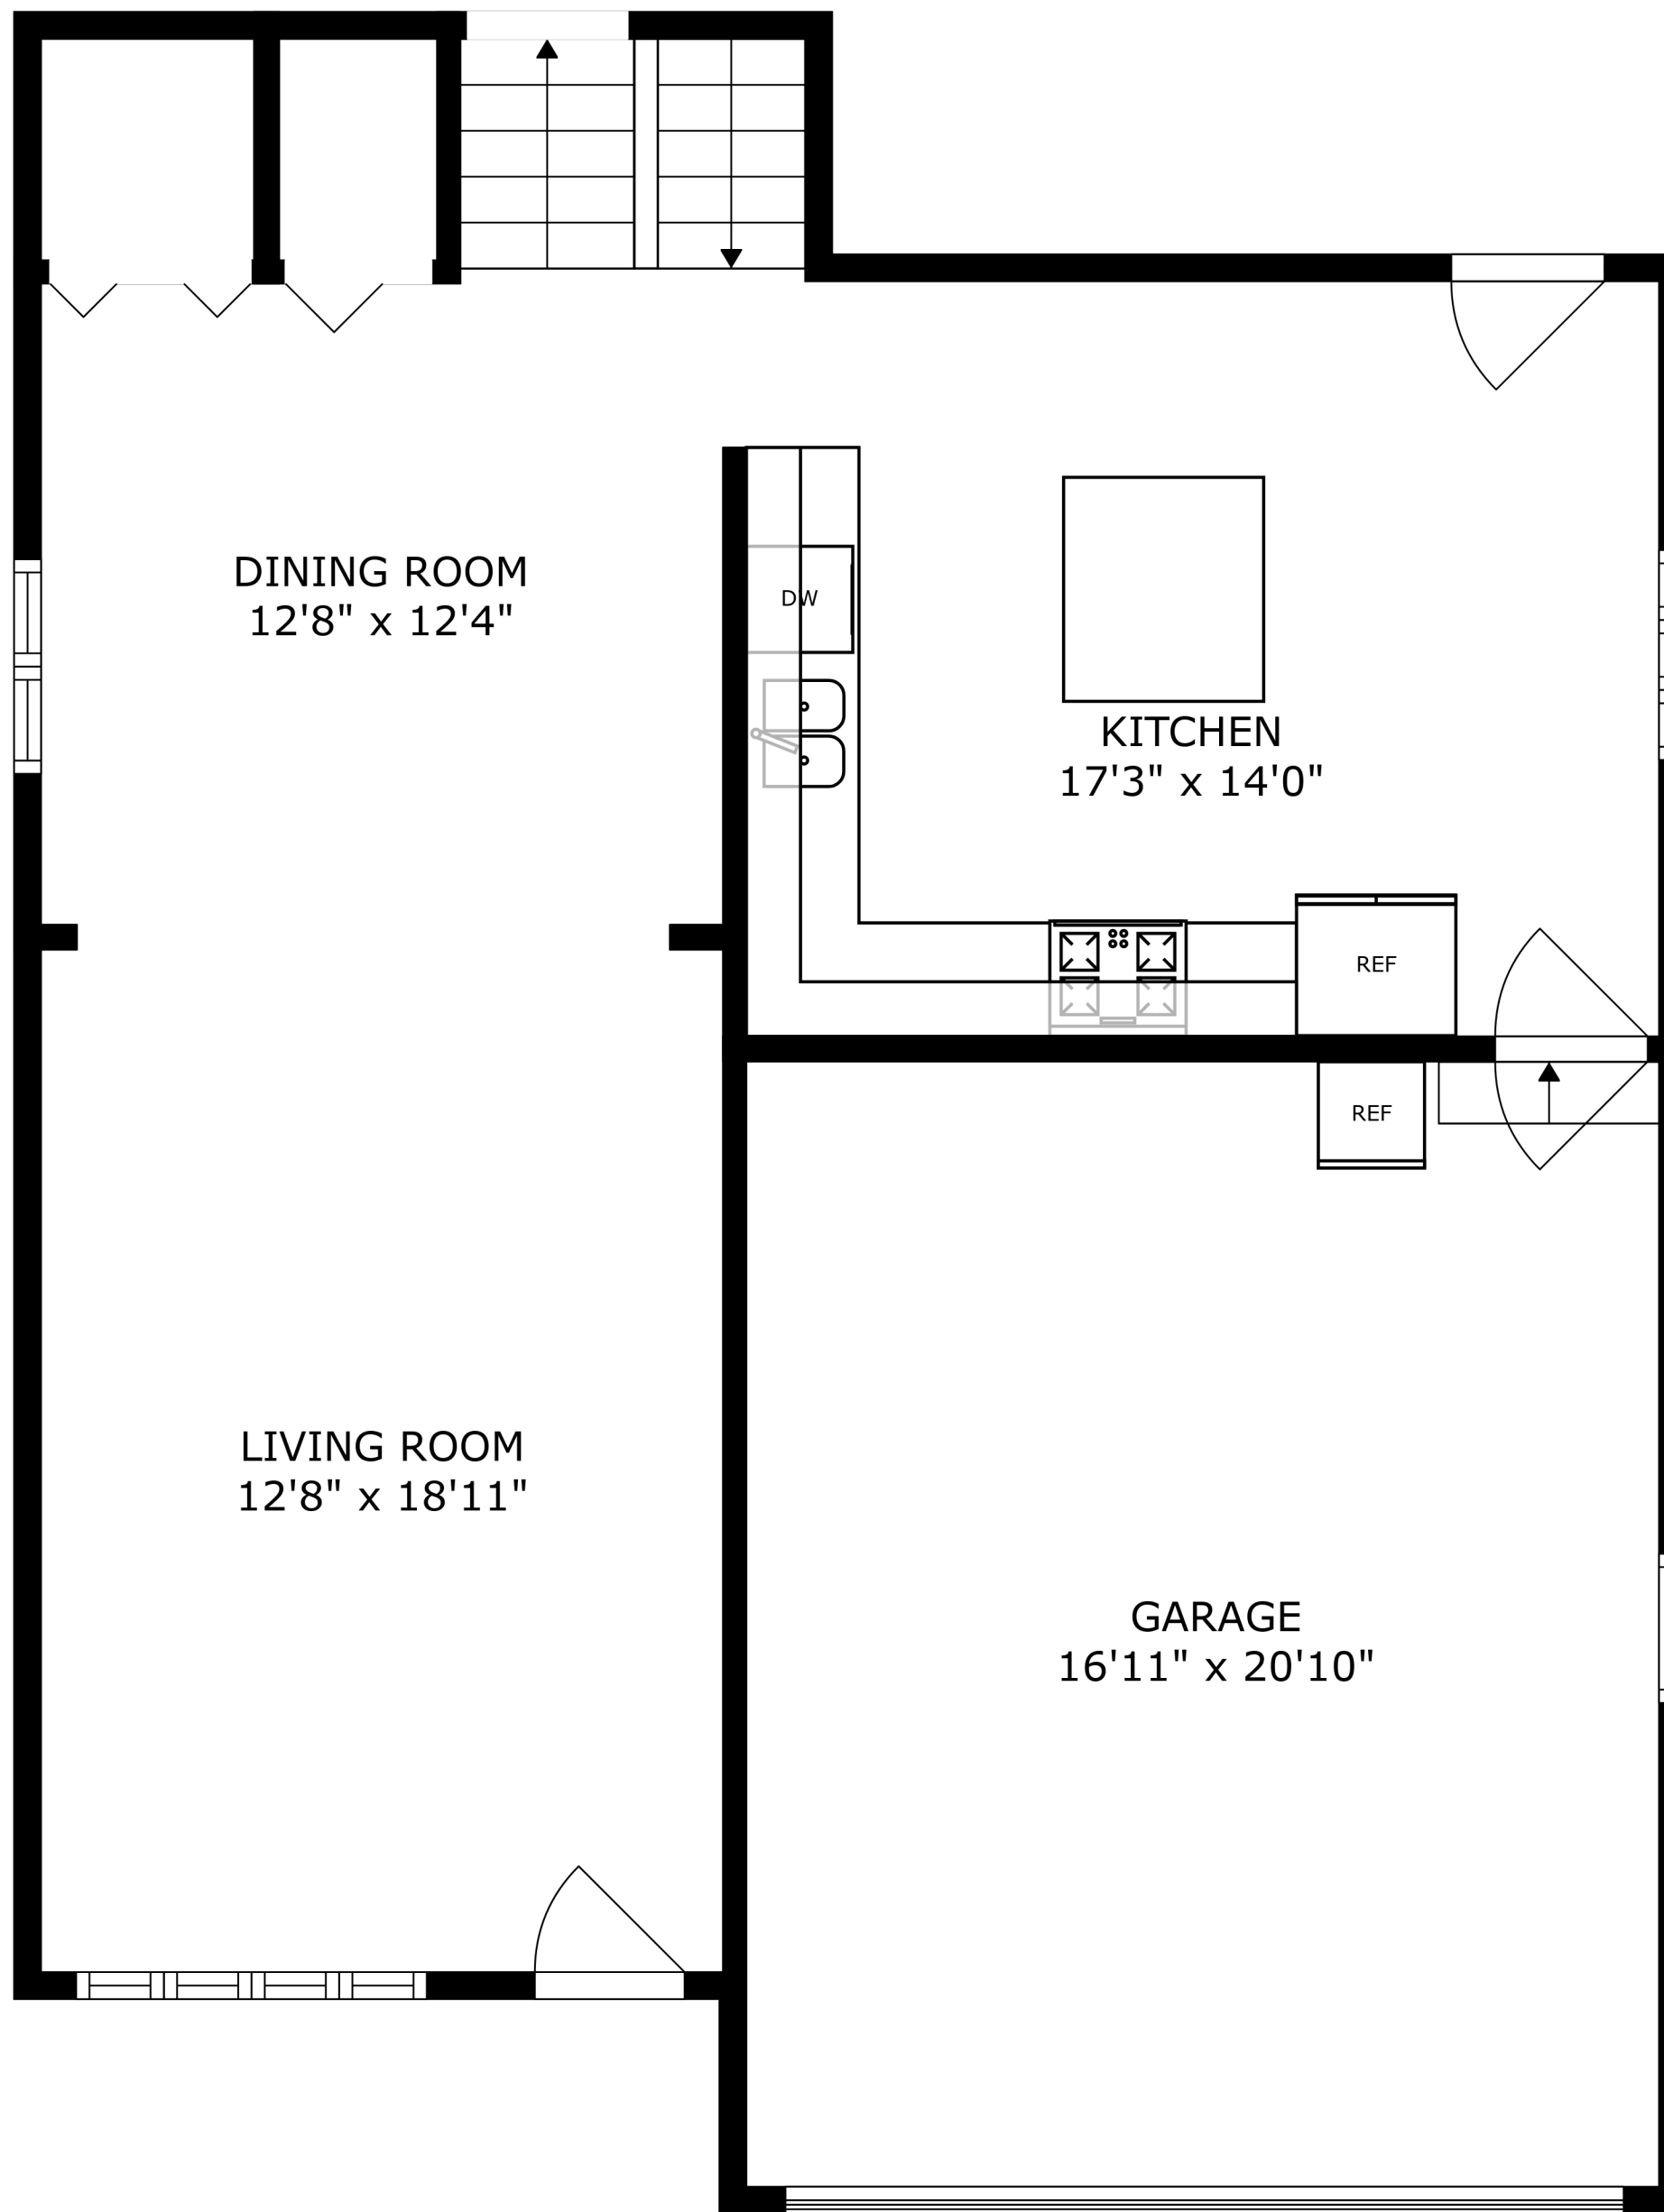 DINING ROOM
12'8" x 12'4"
DW
KITCHEN
17'3" x 14'0"
REF
REF
LIVING ROOM
12'8" x 18'11"
GARAGE
16'11" x 20'10"